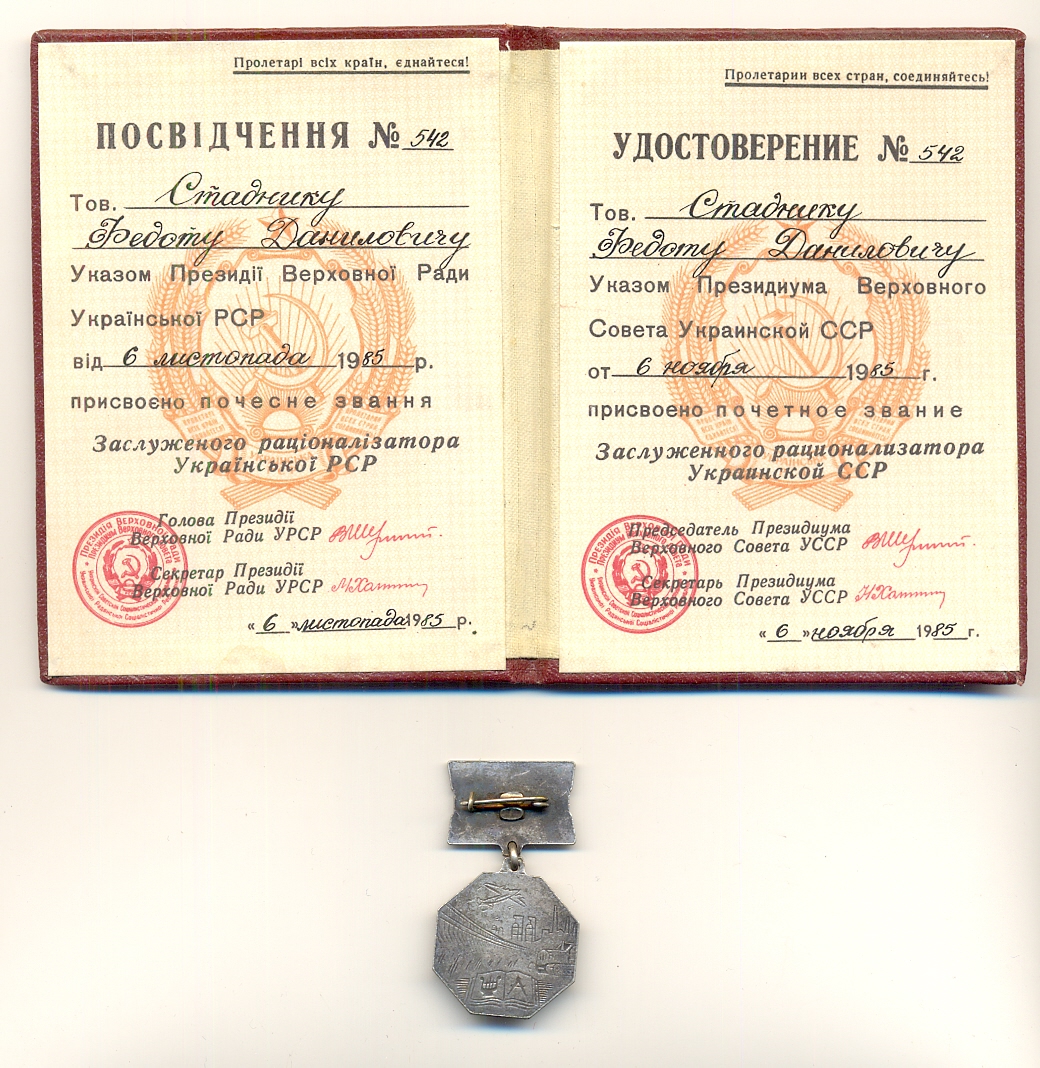 Пролетарі всіх країн, єднайтеся!
ПОСВІДЧЕННЯ № 542
Тов. Стаднику
Федоту Даниловичу
Указом Президії Верховної Ради
Української РСР
від 6 листопада 1985 р.
присвоєно почесне звання
Заслуженого раціоналізатора
Української РСР
Голова Президії
Верховної Ради УРСР
Секретар Президії
Верховної Ради УРСР
« 6 » листопада 1985 р.
Пролетарии всех стран, соединяйтесь!
УДОСТОВЕРЕНИЕ № 542
Тов. Стаднику
Федоту Даниловичу
Указом Президиума Верховного
Совета Украинской ССР
от 6 ноября 1985 г.
присвоено почетное звание
Заслуженного рационализатора
Украинской ССР
Председатель Президиума
Верховного Совета УССР
Секретарь Президиума
Верховного Совета УССР
« 6 » ноября 1985 г.